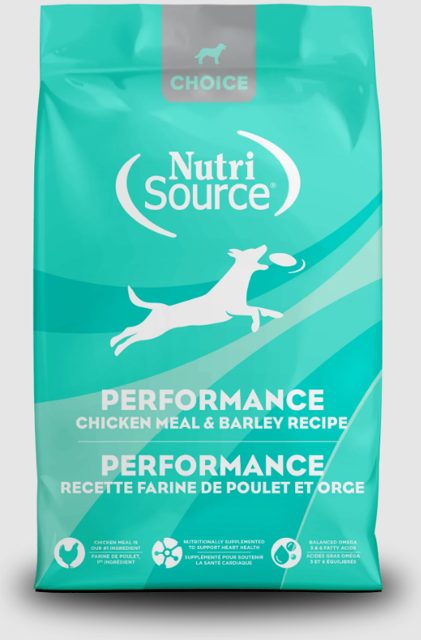 CHOICE
Nutri
Source®
PERFORMANCE
CHICKEN MEAL & BARLEY RECIPE
PERFORMANCE
RECETTE FARINE DE POULET ET ORGE
CHICKEN MEAL IS
OUR #1 INGREDIENT
FARINE DE POULET,
1ER INGRÉDIENT
NUTRITIONALLY SUPPLEMENTED
TO SUPPORT HEART HEALTH
SUPPLÉMENTÉ POUR SOUTENIR
LA SANTÉ CARDIAQUE
BALANCED OMEGA
3 & 6 FATTY ACIDS
ACIDES GRAS OMÉGA
3 ET 6 ÉQUILIBRÉS